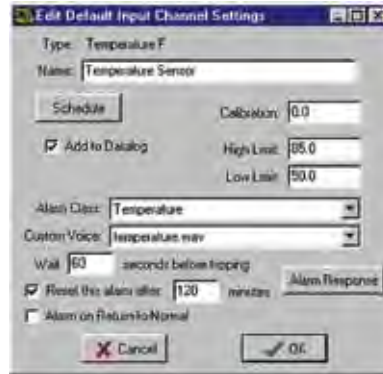 Edit Default Input Channel Settings
Type: Temperature F
Name: Temperature Sensor
Schedule
Calibration: 0.0
Add to Datalog
High Limit: 85.0
Low Limit: 50.0
Alarm Class: Temperature
Custom Voice: temperature.wav
Wait 60 seconds before tripping
Reset this alarm after 120 minutes
Alarm Response
Alarm on Return to Normal
Cancel
OK